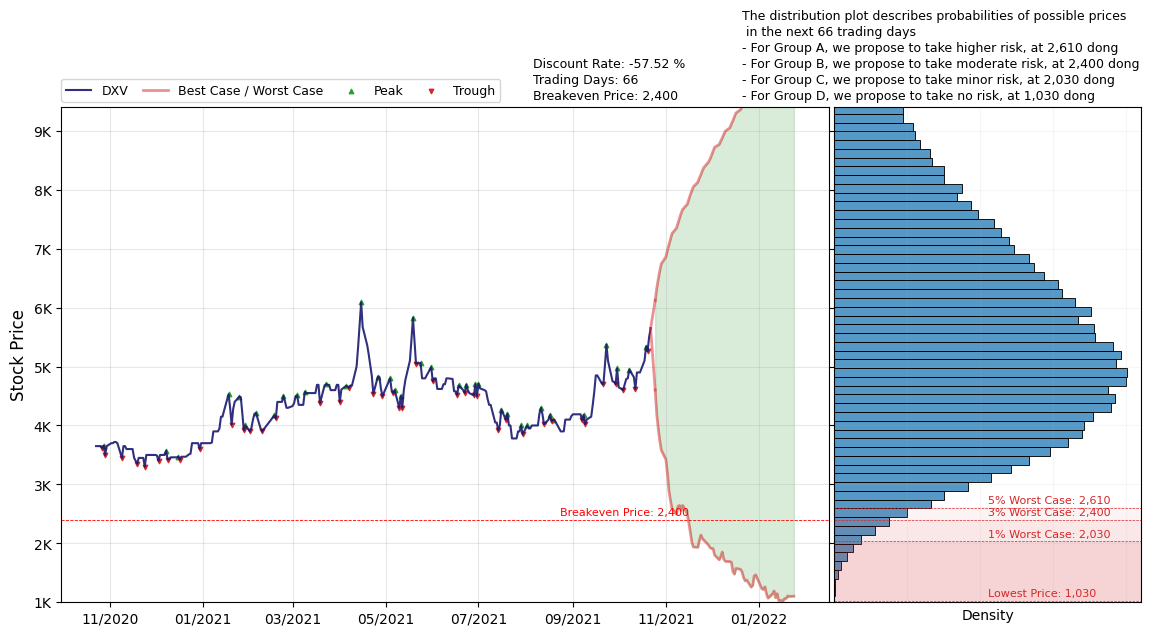 The distribution plot describes probabilities of possible prices
in the next 66 trading days
- For Group A, we propose to take higher risk, at 2,610 dong
- For Group B, we propose to take moderate risk, at 2,400 dong
- For Group C, we propose to take minor risk, at 2,030 dong
- For Group D, we propose to take no risk, at 1,030 dong
Discount Rate: -57.52 %
Trading Days: 66
Breakeven Price: 2,400
DXV
Best Case / Worst Case
Peak
Trough
Stock Price
9K
8K
7K
6K
5K
4K
3K
2K
1K
Breakeven Price: 2,400
11/2020
01/2021
03/2021
05/2021
07/2021
09/2021
11/2021
01/2022
5% Worst Case: 2,610
3% Worst Case: 2,400
1% Worst Case: 2,030
Lowest Price: 1,030
Density